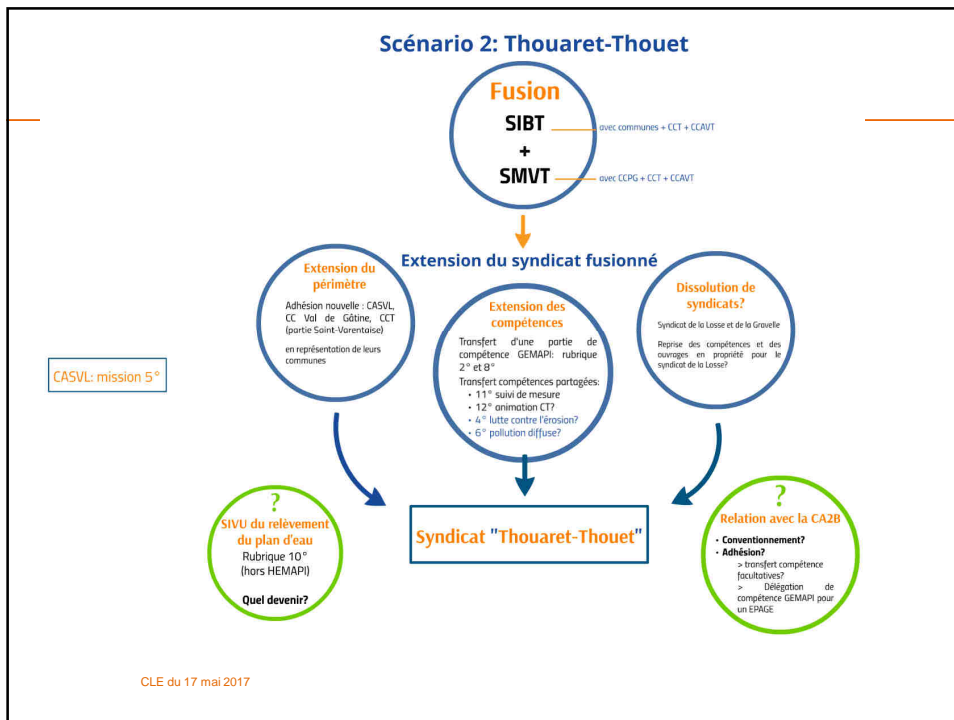 Scénario 2: Thouaret-Thouet
Fusion
SIBT
avec communes + CCT + CCAVT
+
SMVT
avec CCPG + CCT + CCAVT
Extension du syndicat fusionné
Extension du
périmètre
Adhésion nouvelle : CASVL,
CC Val de Gâtine, CCT
(partie Saint-Varentaise)
en représentation de leurs
communes
Extension des
compétences
Transfert d'une partie de
compétence GEMAPI: rubrique
2° et 8°
Transfert compétences partagées:
• 11° suivi de mesure
• 12° animation CT?
• 4° lutte contre l'érosion?
• 6° pollution diffuse?
Dissolution de
syndicats?
Syndicat de la Losse et de la Gravelle
Reprise des compétences et des
ouvrages en propriété pour le
syndicat de la Losse?
CASVL: mission 5°
?
SIVU du relèvement
du plan d'eau
Rubrique 10°
(hors HEMAPI)
Quel devenir?
Syndicat "Thouaret-Thouet"
?
Relation avec la CA2B
• Conventionnement?
• Adhésion?
> transfert compétence
facultatives?
> Délégation de
compétence GEMAPI pour
un EPAGE
CLE du 17 mai 2017